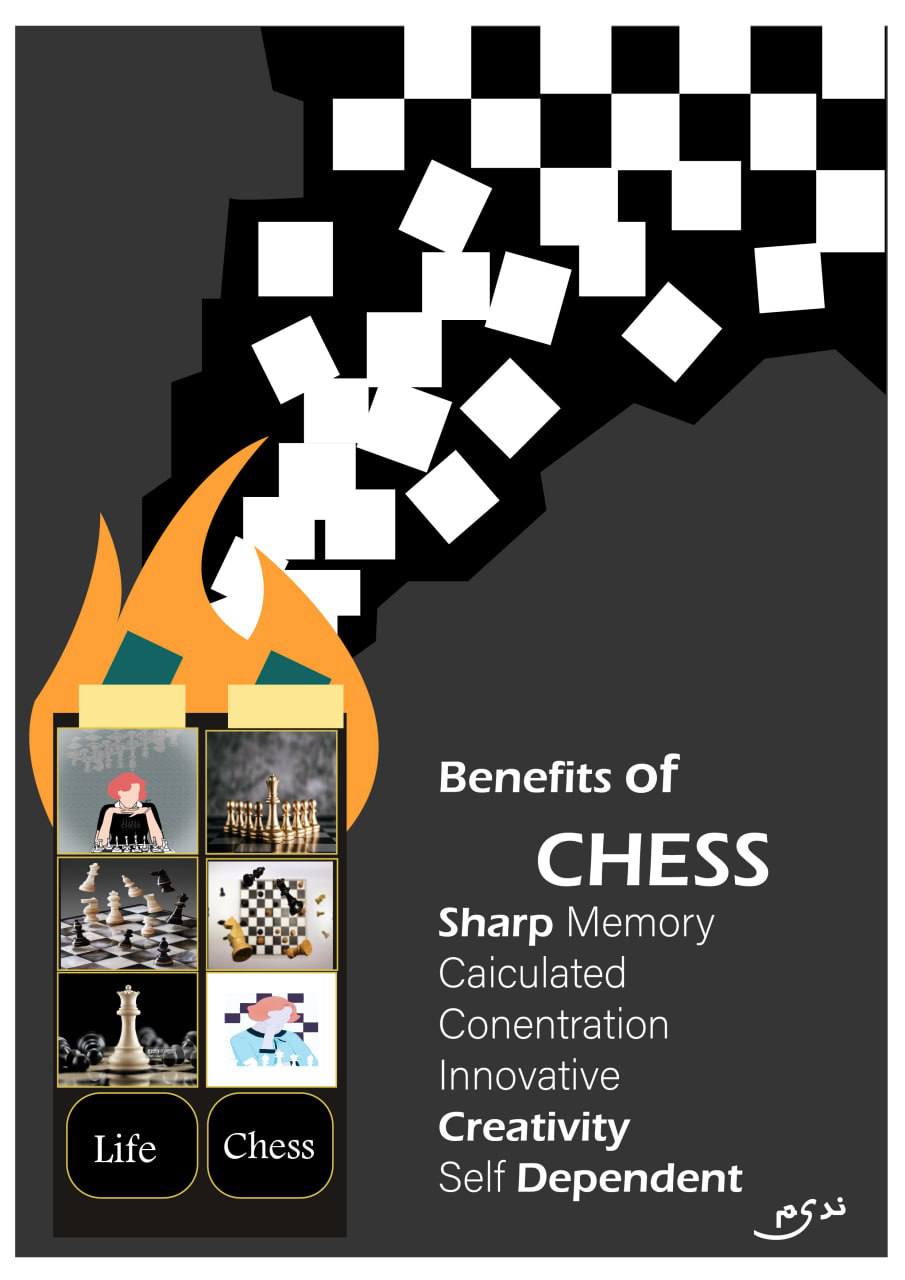 Benefits of
CHESS
Sharp Memory
Caiculated
Conentration
Innovative
Creativity
Self Dependent
Life
Chess
ندیم